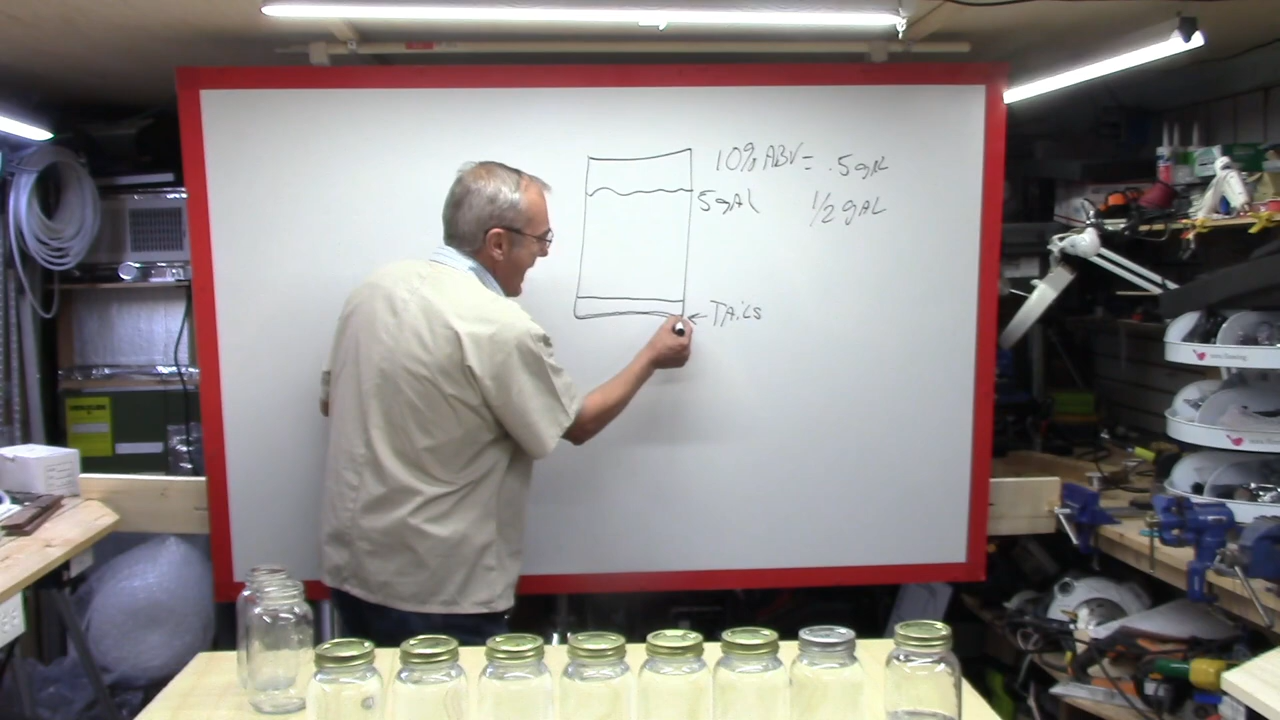 10% ABV = .5 gAL
5 gAL 1/2 gAL
← TAiLS